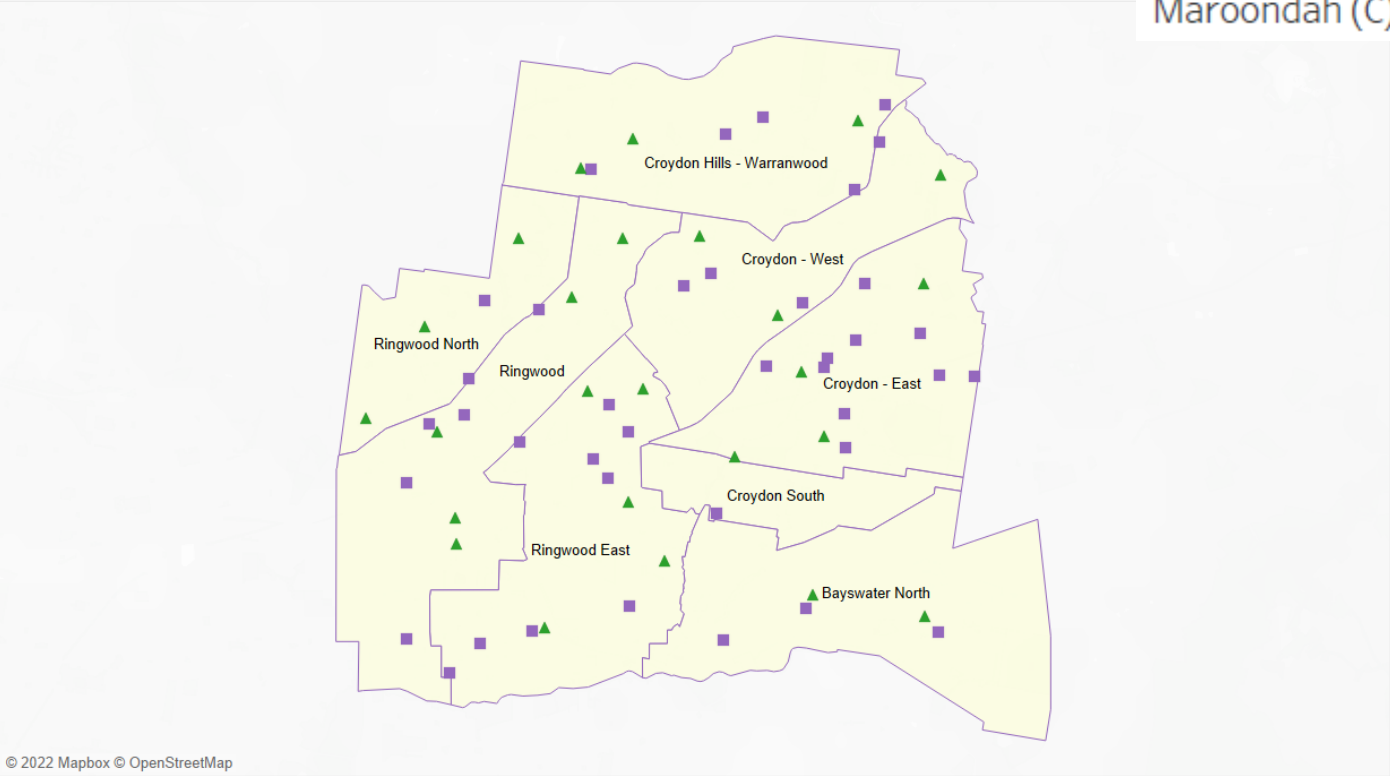 Maroondah (C)
Croydon Hills - Warranwood
Croydon - West
Ringwood North
Ringwood
Croydon - East
Croydon South
Ringwood East
Bayswater North
© 2022 Mapbox © OpenStreetMap